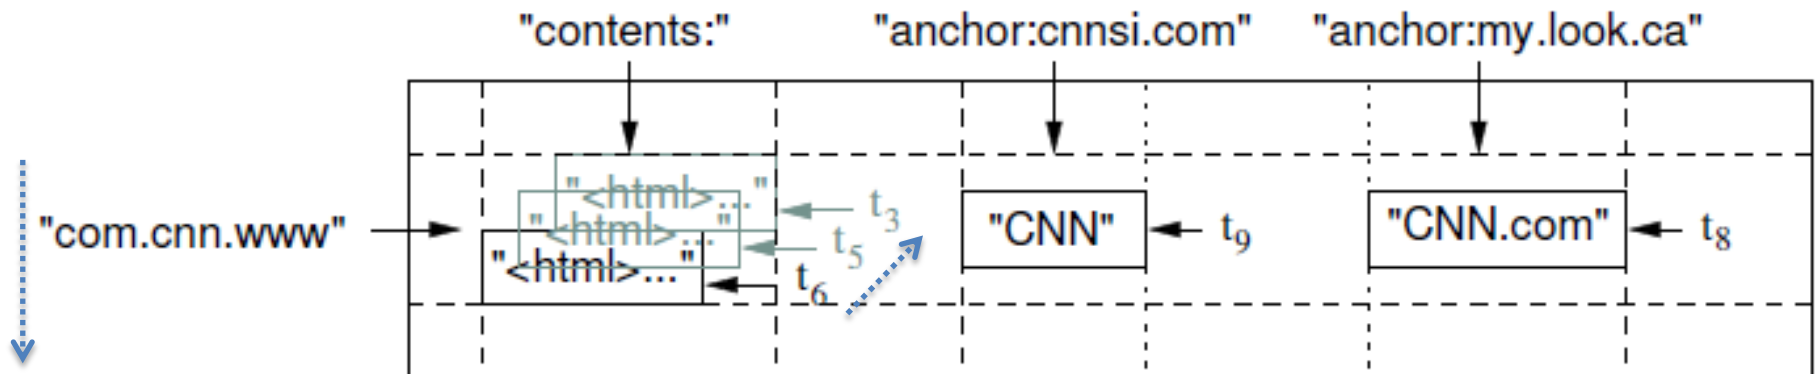 "contents:" "anchor:cnnsi.com" "anchor:my.look.ca"
"<html>..." t3
"com.cnn.www" "<html>..." t5 "CNN" t9 "CNN.com" t8
"<html>..." t6